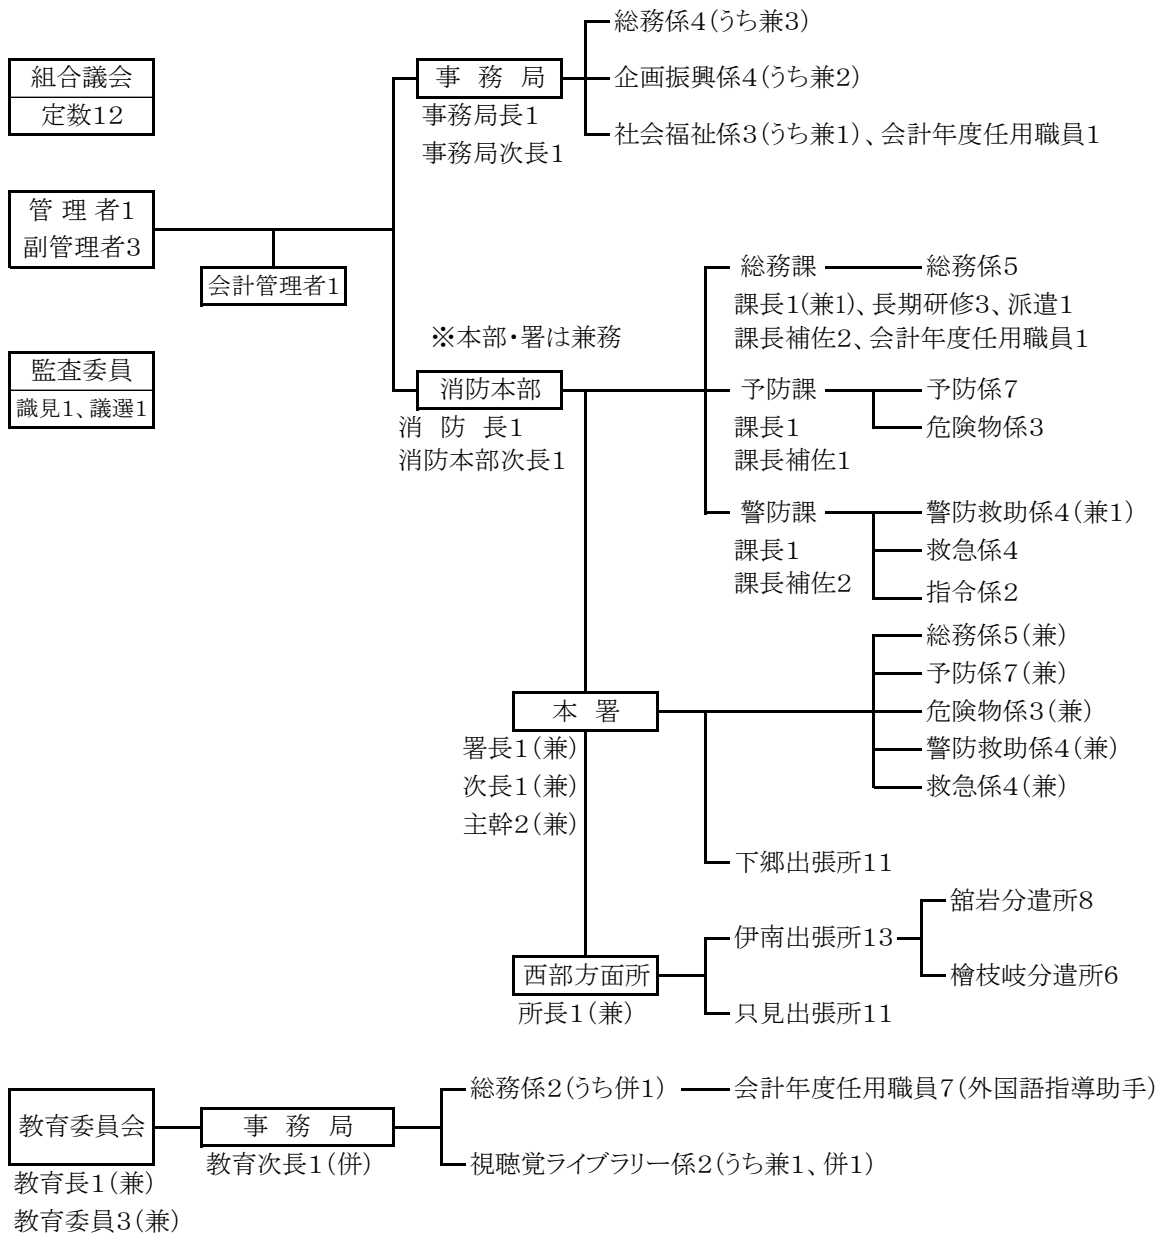 組合議会
定数12
管理者1
副管理者3
会計管理者1
監査委員
識見1、議選1
事務局
事務局長1
事務局次長1
総務係4(うち兼3)
企画振興係4(うち兼2)
社会福祉係3(うち兼1)、会計年度任用職員1
※本部・署は兼務
消防本部
消防長1
消防本部次長1
総務課
総務係5
課長1(兼1)、長期研修3、派遣1
課長補佐2、会計年度任用職員1
予防課
課長1
課長補佐1
予防係7
危険物係3
警防課
課長1
課長補佐2
警防救助係4(兼1)
救急係4
指令係2
本署
署長1(兼)
次長1(兼)
主幹2(兼)
総務係5(兼)
予防係7(兼)
危険物係3(兼)
警防救助係4(兼)
救急係4(兼)
下郷出張所11
西部方面所
所長1(兼)
伊南出張所13
舘岩分遣所8
檜枝岐分遣所6
只見出張所11
教育委員会
教育長1(兼)
教育委員3(兼)
事務局
教育次長1(併)
総務係2(うち併1)
会計年度任用職員7(外国語指導助手)
視聴覚ライブラリー係2(うち兼1、併1)